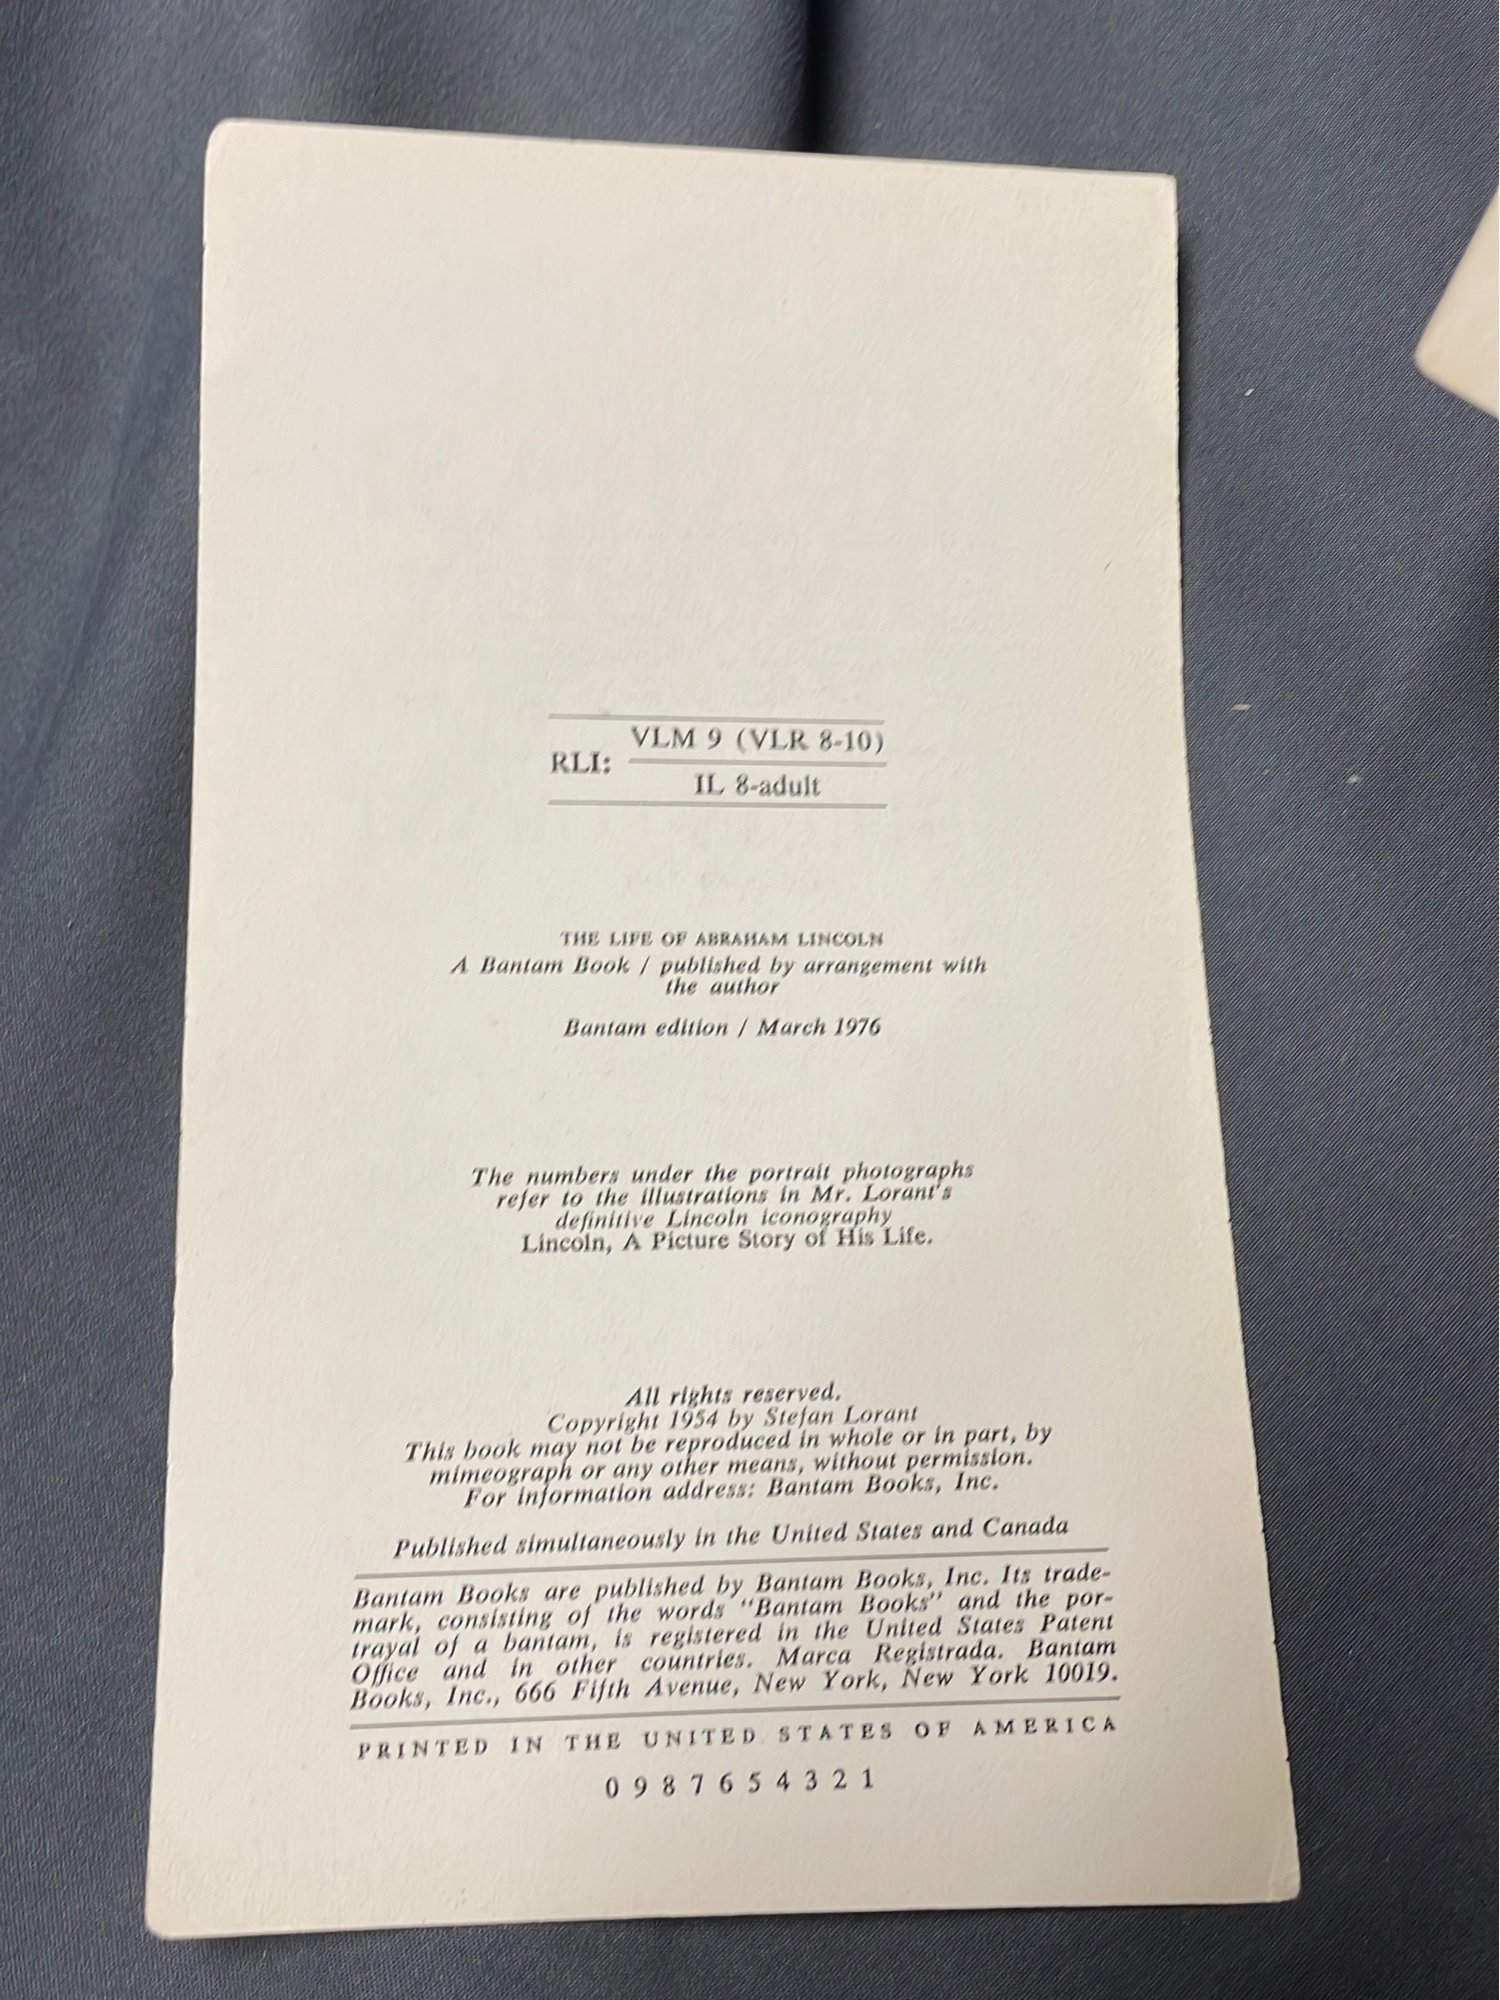 RLI: VLM 9 (VLR 8-10)
IL 8-adult
THE LIFE OF ABRAHAM LINCOLN
A Bantam Book / published by arrangement with
the author
Bantam edition / March 1976
The numbers under the portrait photographs
refer to the illustrations in Mr. Lorant's
definitive Lincoln iconography
Lincoln, A Picture Story of His Life.
All rights reserved.
Copyright 1954 by Stefan Lorant
This book may not be reproduced in whole or in part, by
mimeograph or any other means, without permission.
For information address: Bantam Books, Inc.
Published simultaneously in the United States and Canada
Bantam Books are published by Bantam Books, Inc. Its trade-
mark, consisting of the words "Bantam Books" and the por-
trayal of a bantam, is registered in the United States Patent
Office and in other countries. Marca Registrada. Bantam
Books, Inc., 666 Fifth Avenue, New York, New York 10019.
PRINTED IN THE UNITED STATES OF AMERICA
0 9 8 7 6 5 4 3 2 1